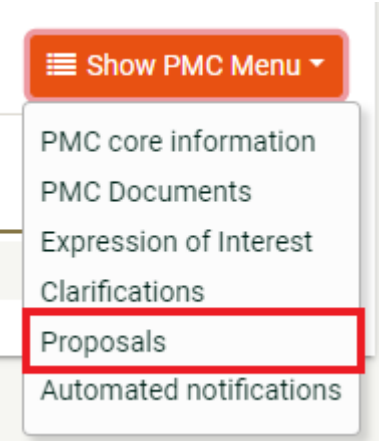 Show PMC Menu
PMC core information
PMC Documents
Expression of Interest
Clarifications
Proposals
Automated notifications